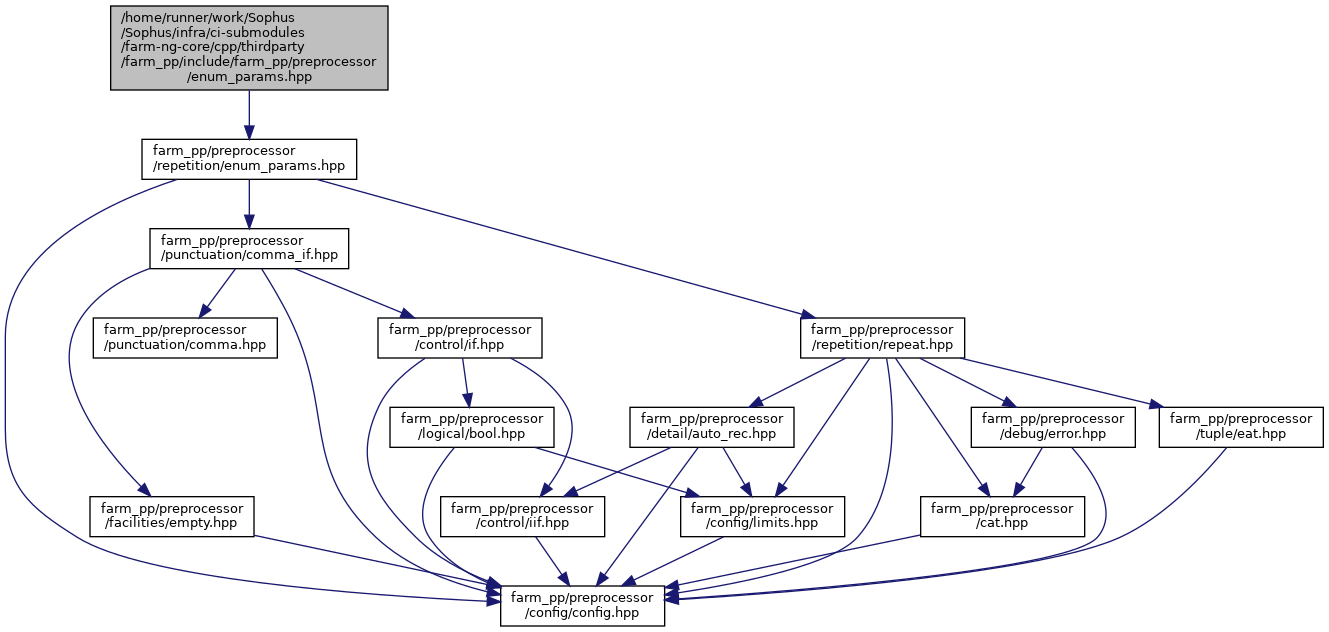 /home/runner/work/Sophus
/Sophus/infra/ci-submodules
/farm-ng-core/cpp/thirdparty
/farm_pp/include/farm_pp/preprocessor
/enum_params.hpp
farm_pp/preprocessor
/repetition/enum_params.hpp
farm_pp/preprocessor
/punctuation/comma_if.hpp
farm_pp/preprocessor
/punctuation/comma.hpp
farm_pp/preprocessor
/control/if.hpp
farm_pp/preprocessor
/repetition/repeat.hpp
farm_pp/preprocessor
/logical/bool.hpp
farm_pp/preprocessor
/detail/auto_rec.hpp
farm_pp/preprocessor
/debug/error.hpp
farm_pp/preprocessor
/tuple/eat.hpp
farm_pp/preprocessor
/facilities/empty.hpp
farm_pp/preprocessor
/control/iif.hpp
farm_pp/preprocessor
/config/limits.hpp
farm_pp/preprocessor
/cat.hpp
farm_pp/preprocessor
/config/config.hpp